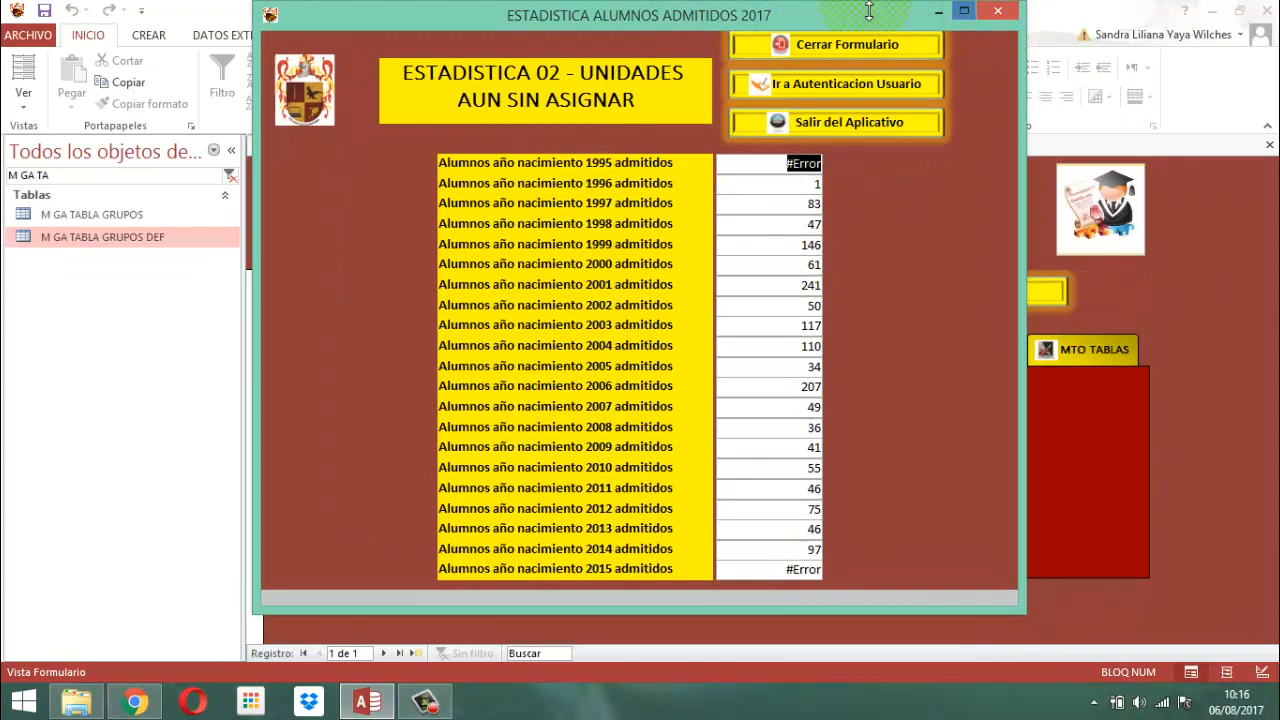 ESTADISTICA ALUMNOS ADMITIDOS 2017
ARCHIVO
INICIO
CREAR
DATOS EXT
Sandra Liliana Yaya Wilches
Ver
Vistas
Pegar
Cortar
Copiar
Copiar formato
Portapapeles
Filtro
Todos los objetos de...
M GA TA
Tablas
M GA TABLA GRUPOS
M GA TABLA GRUPOS DEF
ESTADISTICA 02 - UNIDADES
AUN SIN ASIGNAR
Cerrar Formulario
Ir a Autenticacion Usuario
Salir del Aplicativo
Alumnos año nacimiento 1995 admitidos #Error
Alumnos año nacimiento 1996 admitidos 1
Alumnos año nacimiento 1997 admitidos 83
Alumnos año nacimiento 1998 admitidos 47
Alumnos año nacimiento 1999 admitidos 146
Alumnos año nacimiento 2000 admitidos 61
Alumnos año nacimiento 2001 admitidos 241
Alumnos año nacimiento 2002 admitidos 50
Alumnos año nacimiento 2003 admitidos 117
Alumnos año nacimiento 2004 admitidos 110
Alumnos año nacimiento 2005 admitidos 34
Alumnos año nacimiento 2006 admitidos 207
Alumnos año nacimiento 2007 admitidos 49
Alumnos año nacimiento 2008 admitidos 36
Alumnos año nacimiento 2009 admitidos 41
Alumnos año nacimiento 2010 admitidos 55
Alumnos año nacimiento 2011 admitidos 46
Alumnos año nacimiento 2012 admitidos 75
Alumnos año nacimiento 2013 admitidos 46
Alumnos año nacimiento 2014 admitidos 97
Alumnos año nacimiento 2015 admitidos #Error
MTO TABLAS
Registro: 1 de 1 Sin filtro Buscar
Vista Formulario
BLOQ NUM
10:16
06/08/2017